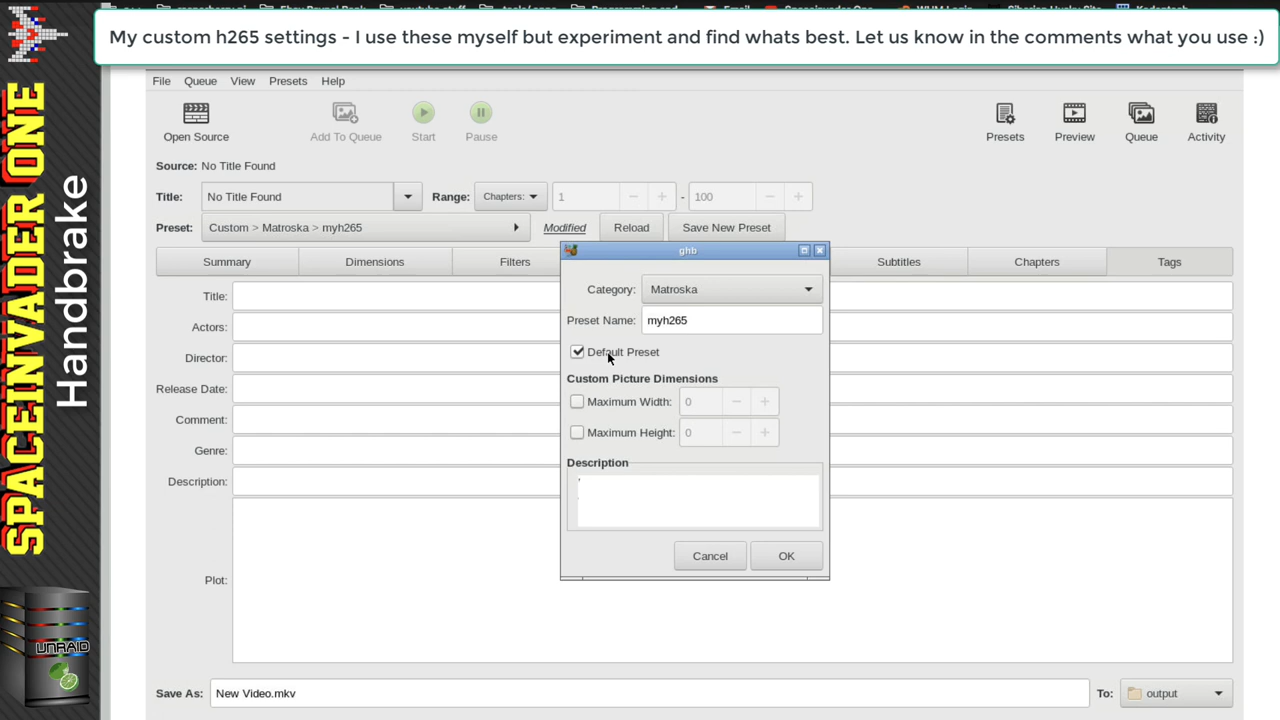 My custom h265 settings - I use these myself but experiment and find whats best. Let us know in the comments what you use :)
SPACEINVADER ONE
Handbrake
UNRAID
File Queue View Presets Help
Open Source Add To Queue Start Pause Presets Preview Queue Activity
Source: No Title Found
Title: No Title Found Range: Chapters: 1 - 100
Preset: Custom > Matroska > myh265 Modified Reload Save New Preset
Summary Dimensions Filters Subtitles Chapters Tags
ghb
Category: Matroska
Preset Name: myh265
Default Preset
Custom Picture Dimensions
Maximum Width: 0
Maximum Height: 0
Description
Cancel OK
Title:
Actors:
Director:
Release Date:
Comment:
Genre:
Description:
Plot:
Save As: New Video.mkv To: output